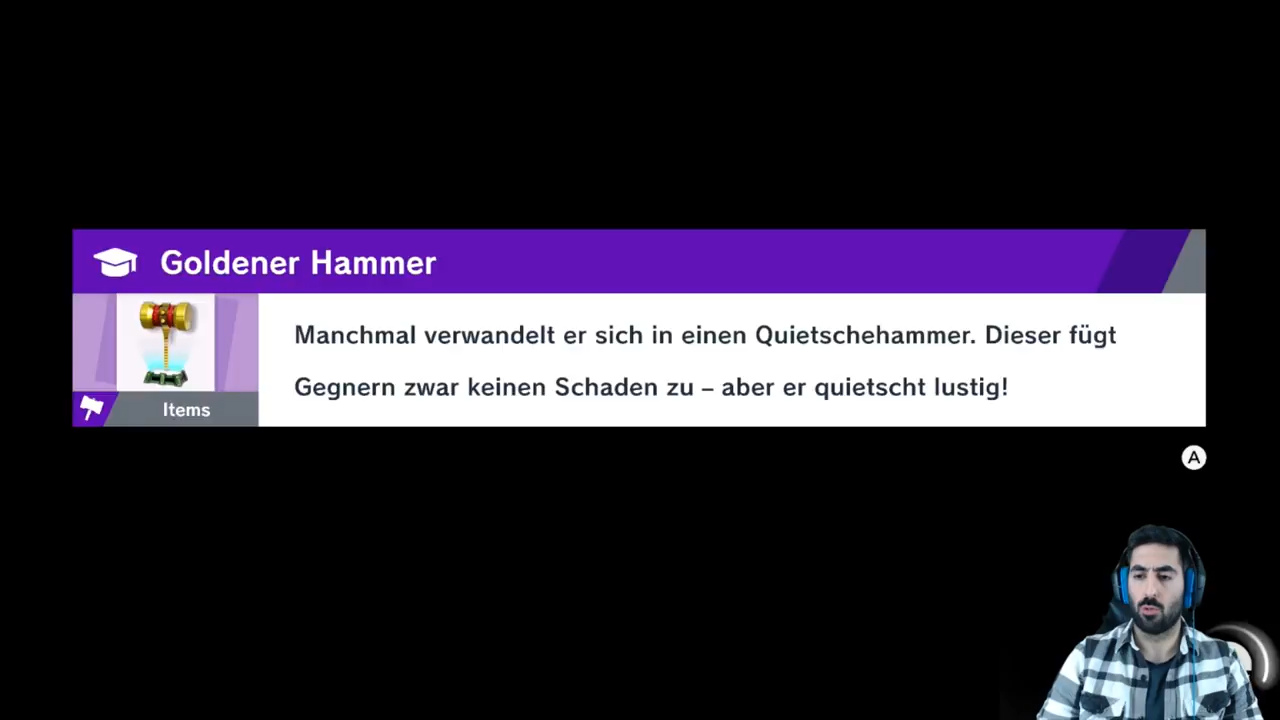 Goldener Hammer
Manchmal verwandelt er sich in einen Quietschehammer. Dieser fügt
Gegnern zwar keinen Schaden zu – aber er quietscht lustig!
Items
A